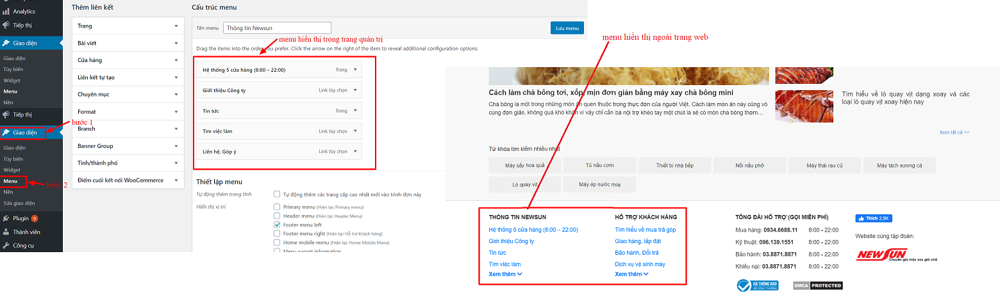 Analytics
Tiếp thị
Giao diện
Giao diện
Tùy biến
Widget
Menu
Nền
Tiếp thị
Giao diện
Giao diện
Tùy biến
Widget
Menu
Nền
Sửa giao diện
Plugin 9
Thành viên
Công cụ
bước 1
bước 2
Thêm liên kết
Trang
Bài viết
Cửa hàng
Liên kết tự tạo
Chuyên mục
Format
Branch
Banner Group
Tỉnh/thành phố
Điểm cuối kết nối WooCommerce
Cấu trúc menu
Tên menu
Thông tin Newsun
Lưu menu
menu hiển thị trong trang quản trị
Drag the items into the order you prefer. Click the arrow on the right of the item to reveal additional configuration options.
Hệ thống 5 cửa hàng (8:00 – 22:00) Trang
Giới thiệu Công ty Link tùy chọn
Tin tức Trang
Tìm việc làm Link tùy chọn
Liên hệ, Góp ý Link tùy chọn
Thiết lập menu
Tự động thêm trang tĩnh
Tự động thêm các trang cấp cao nhất mới vào trình đơn này
Hiển thị vị trí
Primary menu (Hiện tại: Primary menu)
Header menu (Hiện tại: Header Menu)
Footer menu left
Footer menu right (Hiện tại: Hỗ trợ khách hàng)
Home mobile menu (Hiện tại: Home Mobile Menu)
Menu suport information
menu hiển thị ngoài trang web
Cách làm chà bông tơi, xốp, mịn đơn giản bằng máy xay chà bông mini
Chà bông là một trong những món ăn quen thuộc trong thực đơn của người Việt. Cách làm món ăn này cũng vô
cùng đơn giản, không quá khó khăn vì vậy chỉ cần bà nội trợ khéo tay một chút là sẽ có món chà bông thơm…
Tìm hiểu về lò quay vịt dạng xoay và các
loại lò quay vịt xoay hiện nay
Xem tất cả >>
Từ khóa tìm kiếm nhiều nhất
Máy sấy hoa quả
Tủ nấu cơm
Thiết bị nhà bếp
Nồi nấu phở
Máy thái rau củ
Máy tách xương cá
Lò quay vịt
Máy ép nước mía
THÔNG TIN NEWSUN
Hệ thống 5 cửa hàng (8:00 – 22:00)
Giới thiệu Công ty
Tin tức
Tìm việc làm
Xem thêm
HỖ TRỢ KHÁCH HÀNG
Tìm hiểu về mua trả góp
Giao hàng, lắp đặt
Bảo hành, Đổi trả
Dịch vụ vệ sinh máy
Xem thêm
TỔNG ĐÀI HỖ TRỢ (GỌI MIỄN PHÍ)
Mua hàng: 0934.6688.11 8:00 - 22:00
Kỹ thuật: 096.139.1551 8:00 - 22:00
Bảo hành: 03.8871.8871 8:00 - 22:00
Khiếu nại: 03.8871.8871 8:00 - 22:00
ĐÃ THÔNG BÁO
BỘ CÔNG THƯƠNG
DMCA PROTECTED
Thích 2,5K
Website cùng tập đoàn:
NEWSUN
Chuyên gia máy xay giò chả